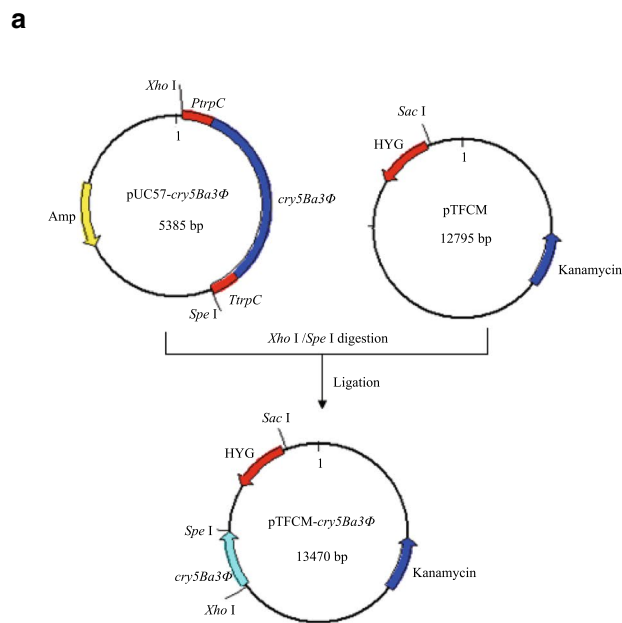 a
Xho I
PtrpC
1
pUC57-cry5Ba3Φ
5385 bp
cry5Ba3Φ
Amp
TtrpC
Spe I
Sac I
HYG
1
pTFCM
12795 bp
Kanamycin
Xho I /Spe I digestion
Ligation
Sac I
HYG
1
pTFCM-cry5Ba3Φ
13470 bp
Spe I
cry5Ba3Φ
Kanamycin
Xho I